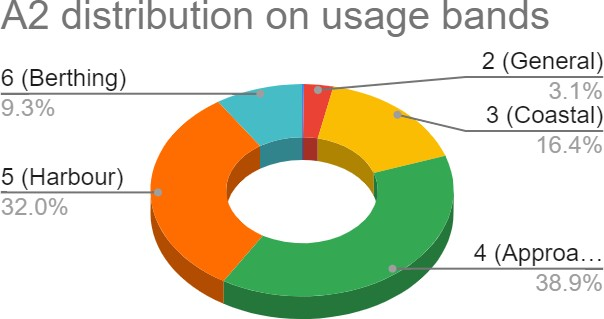 A2 distribution on usage bands
2 (General)
3.1%
3 (Coastal)
16.4%
4 (Approa…
38.9%
5 (Harbour)
32.0%
6 (Berthing)
9.3%